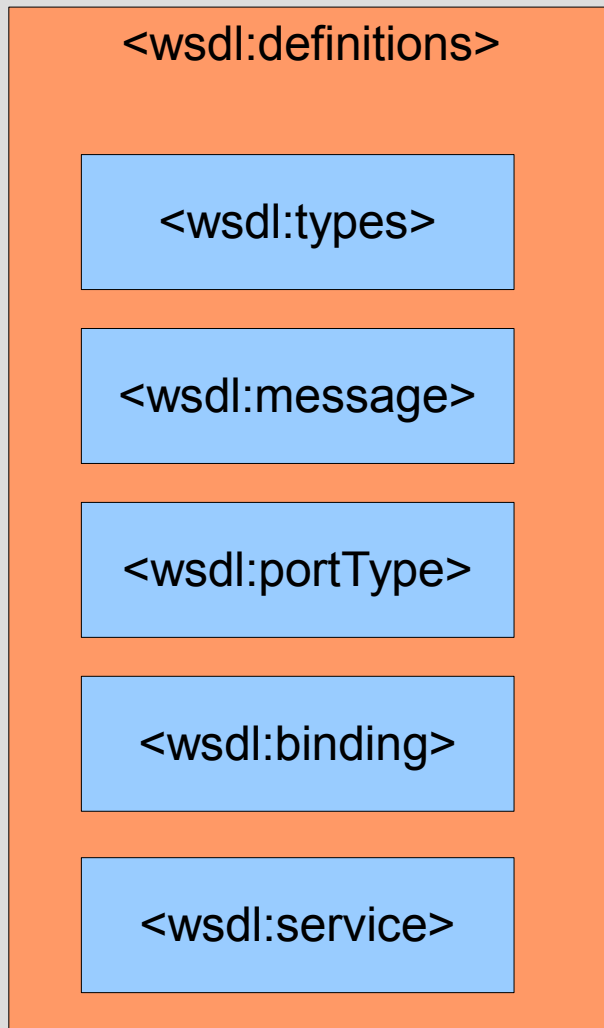 <wsdl:definitions>
<wsdl:types>
<wsdl:message>
<wsdl:portType>
<wsdl:binding>
<wsdl:service>